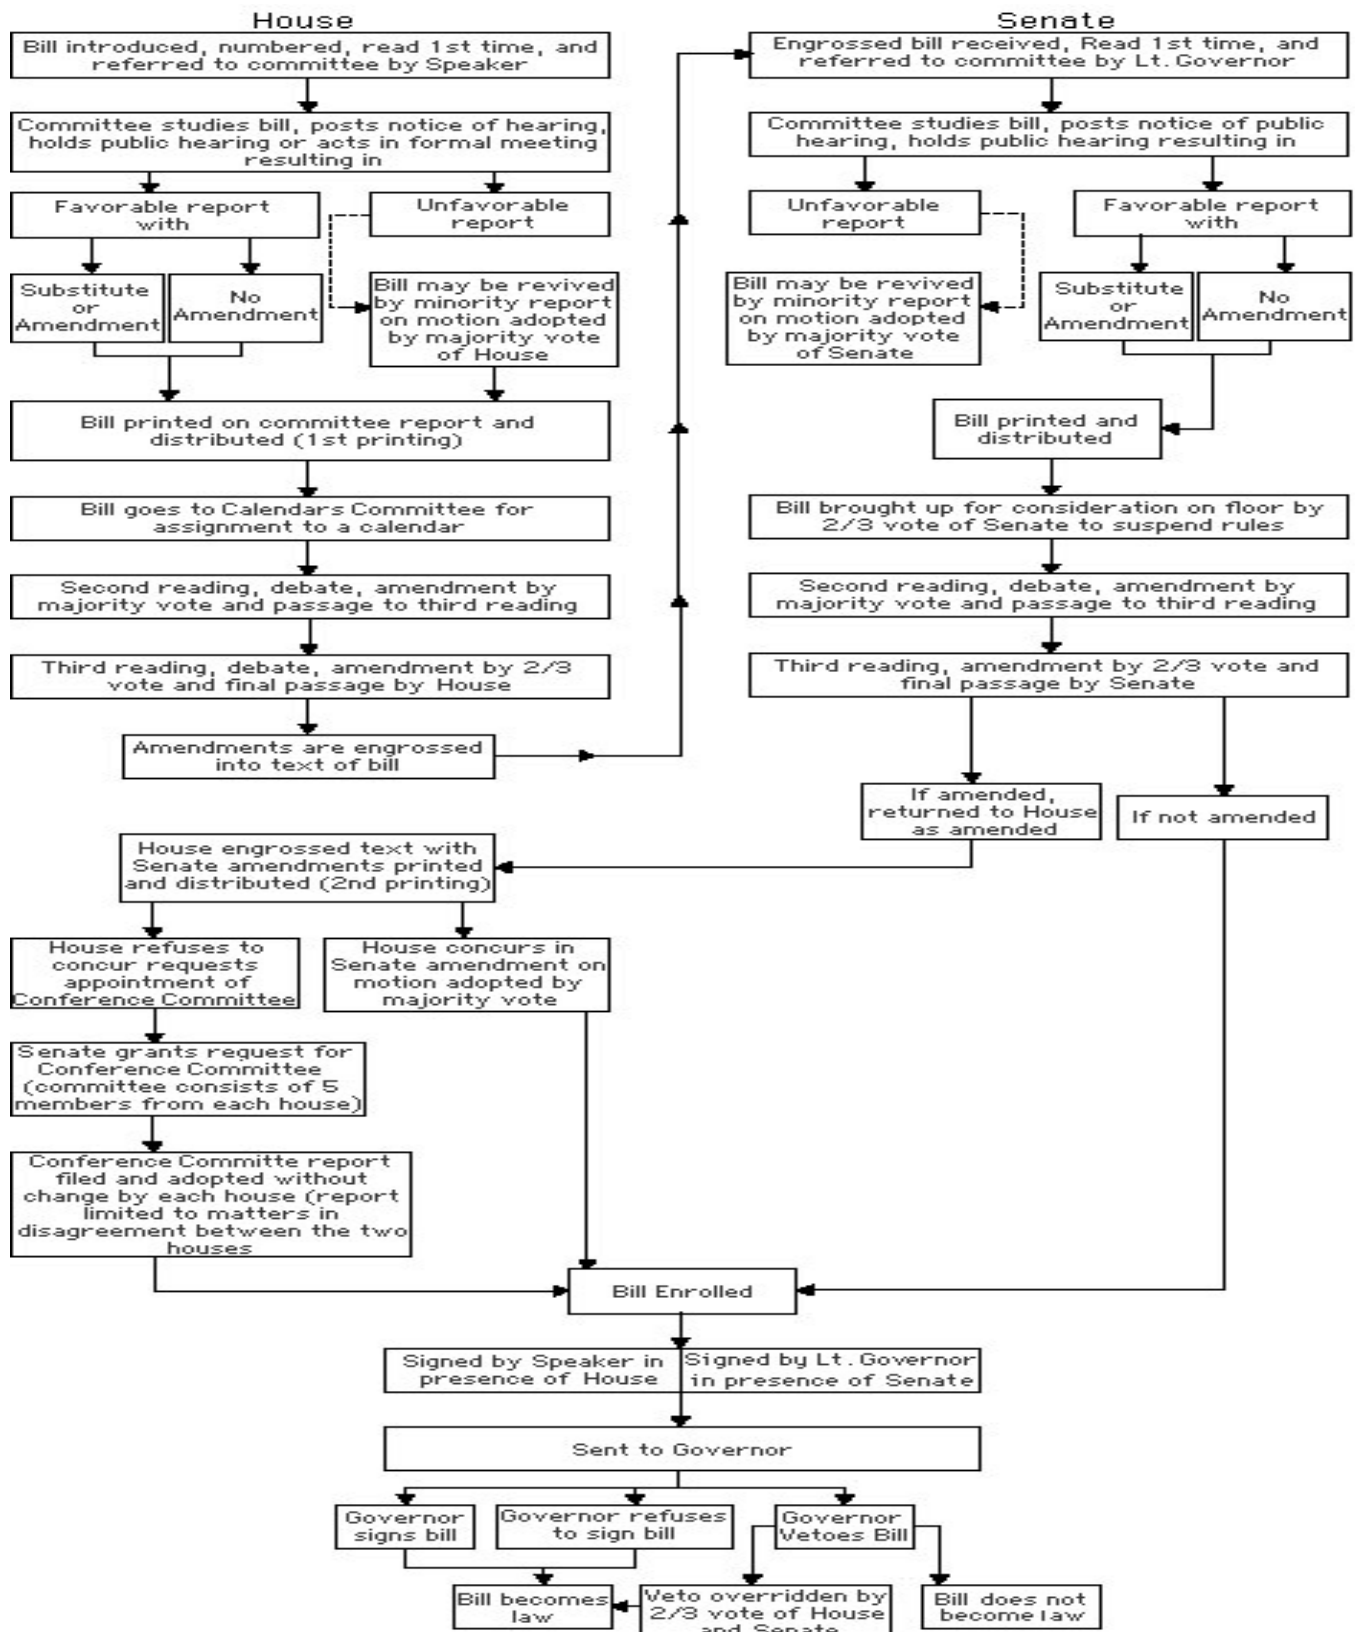 House
Bill introduced, numbered, read 1st time, and
referred to committee by Speaker
Committee studies bill, posts notice of hearing,
holds public hearing or acts in formal meeting
resulting in
Favorable report
with
Unfavorable
report
Substitute
or
Amendment
No
Amendment
Bill may be revived
by minority report
on motion adopted
by majority vote
of House
Bill printed on committee report and
distributed (1st printing)
Bill goes to Calendars Committee for
assignment to a calendar
Second reading, debate, amendment by
majority vote and passage to third reading
Third reading, debate, amendment by 2/3
vote and final passage by House
Amendments are engrossed
into text of bill
Senate
Engrossed bill received, Read 1st time, and
referred to committee by Lt. Governor
Committee studies bill, posts notice of public
hearing, holds public hearing resulting in
Unfavorable
report
Favorable report
with
Bill may be revived
by minority report
on motion adopted
by majority vote
of Senate
Substitute
or
Amendment
No
Amendment
Bill printed and
distributed
Bill brought up for consideration on floor by
2/3 vote of Senate to suspend rules
Second reading, debate, amendment by
majority vote and passage to third reading
Third reading, amendment by 2/3 vote and
final passage by Senate
If amended,
returned to House
as amended
If not amended
House engrossed text with
Senate amendments printed
and distributed (2nd printing)
House refuses to
concur requests
appointment of
Conference Committee
House concurs in
Senate amendment on
motion adopted by
majority vote
Senate grants request for
Conference Committee
(committee consists of 5
members from each house)
Conference Committe report
filed and adopted without
change by each house (report
limited to matters in
disagreement between the two
houses
Bill Enrolled
Signed by Speaker in
presence of House
Signed by Lt. Governor
in presence of Senate
Sent to Governor
Governor
signs bill
Governor refuses
to sign bill
Governor
Vetoes Bill
Bill becomes
law
Veto overridden by
2/3 vote of House
and Senate
Bill does not
become law